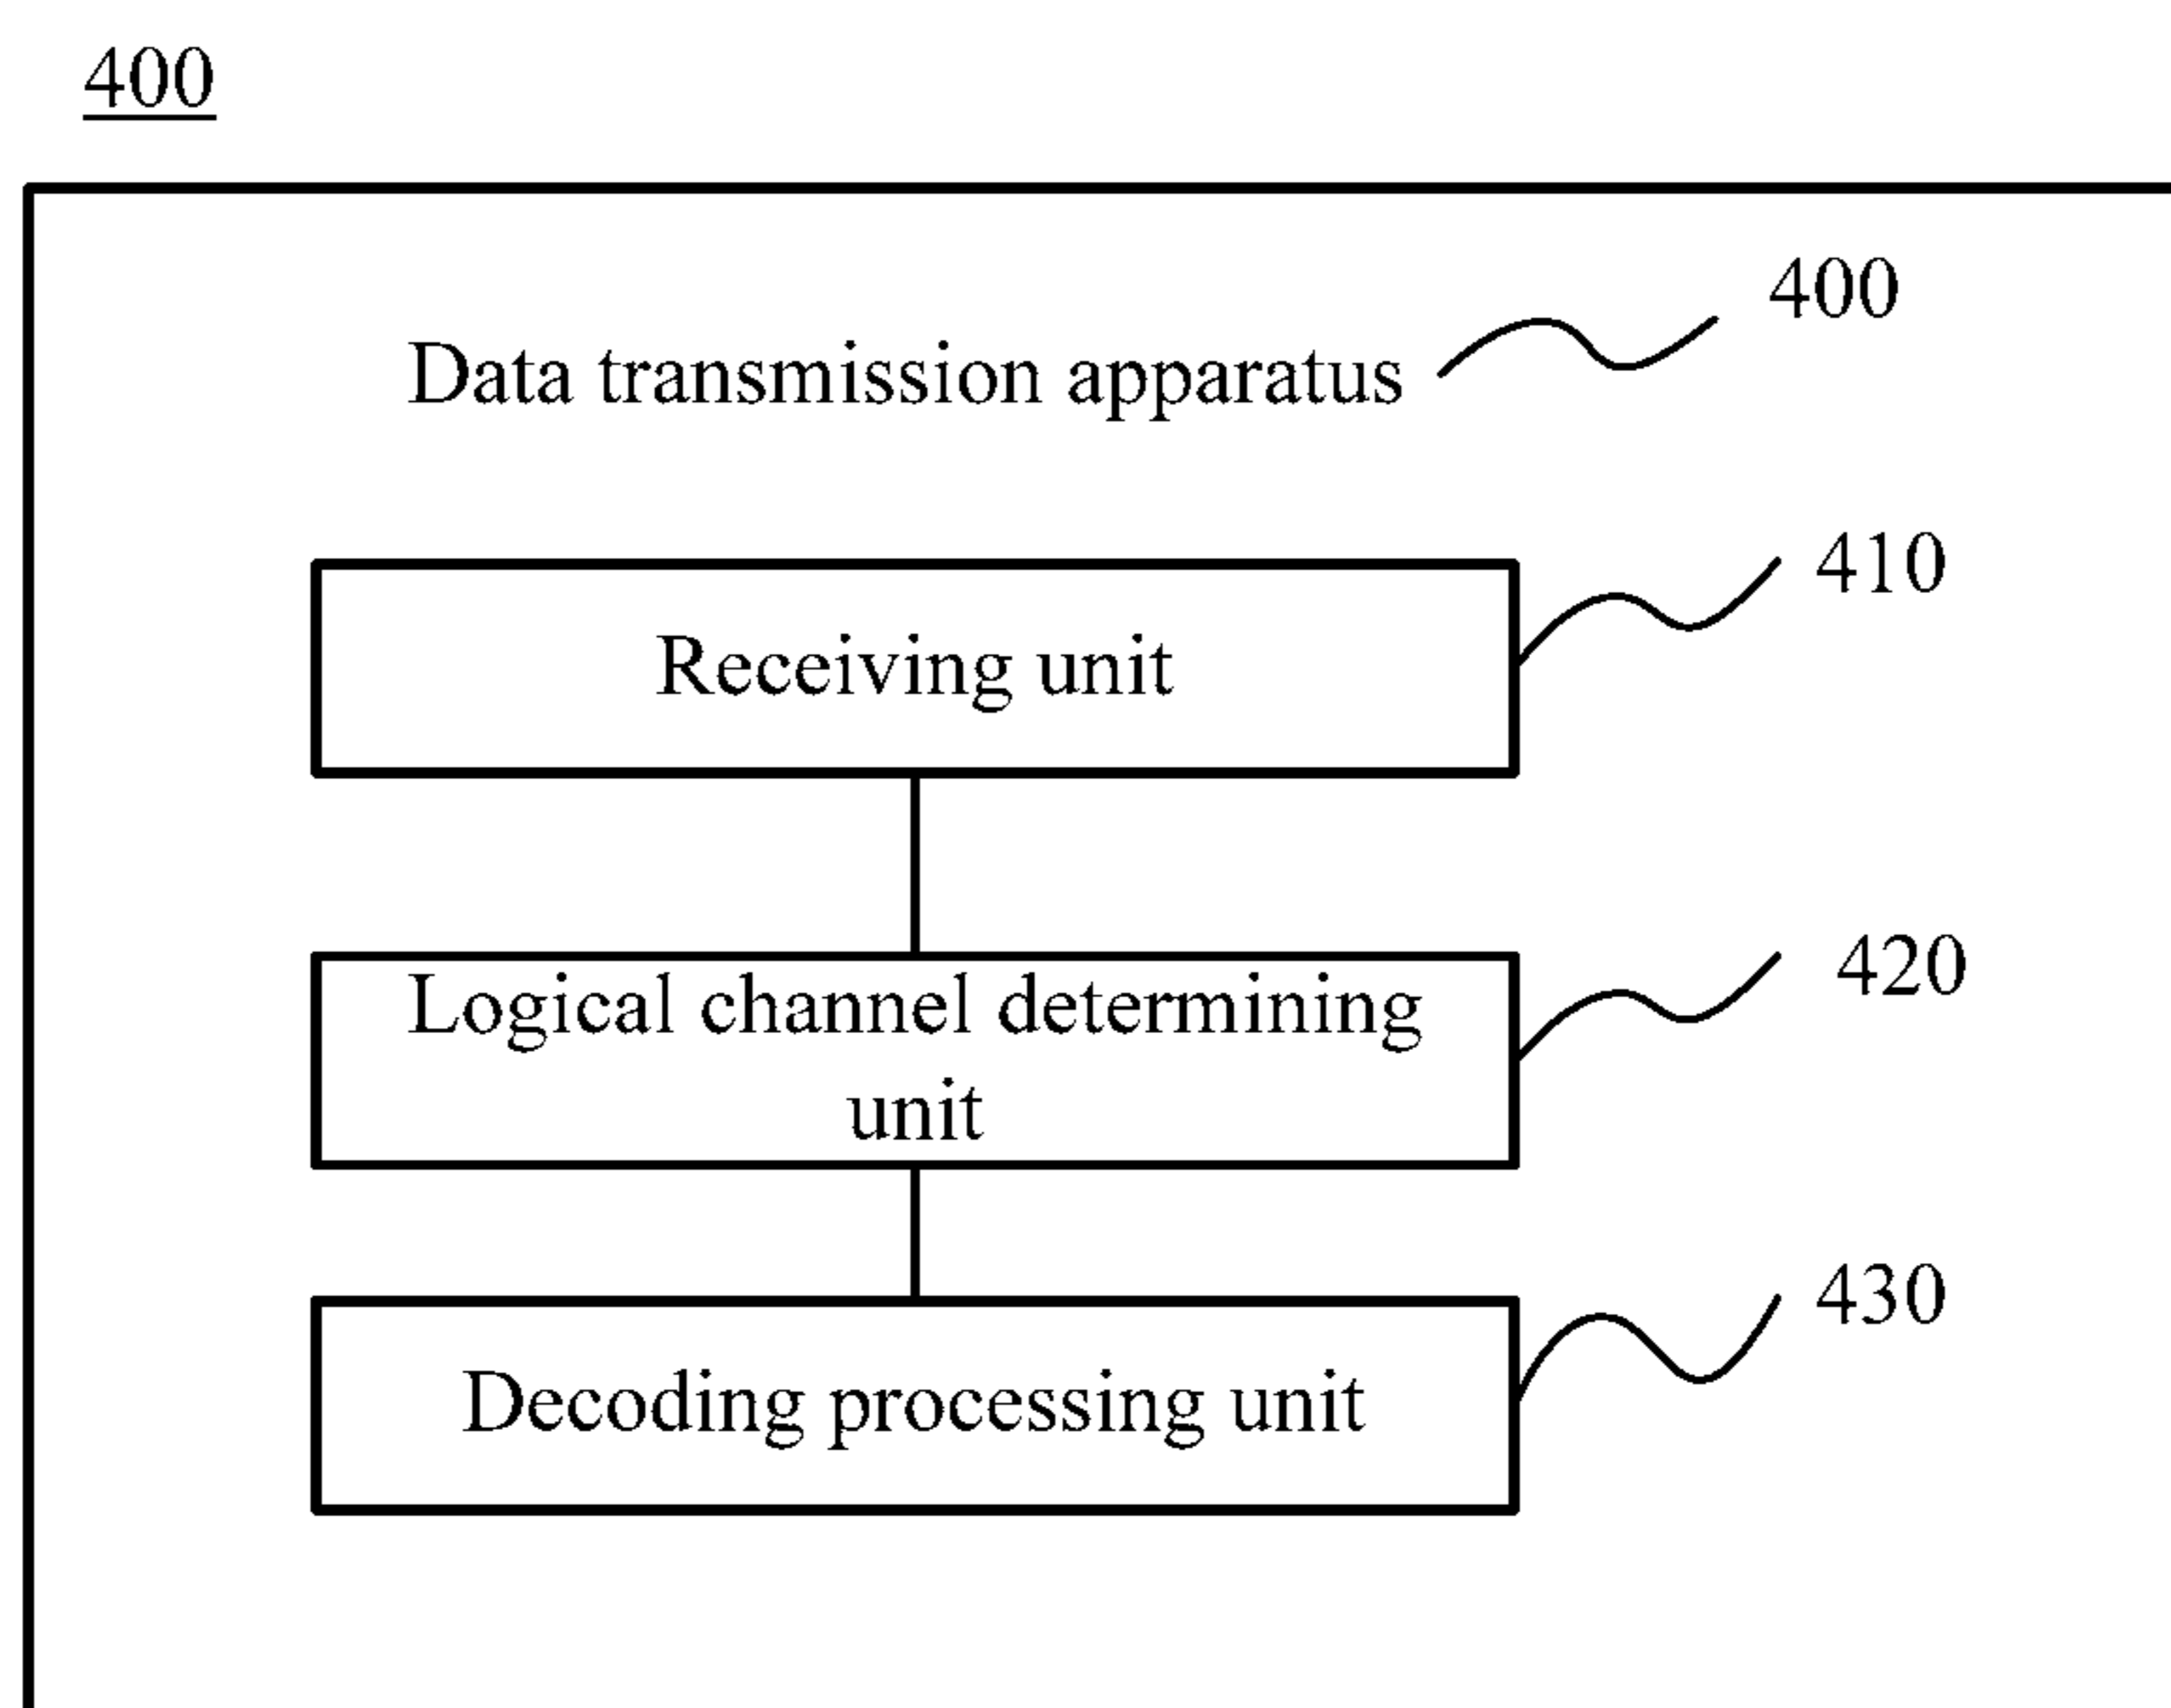 400
400
Data transmission apparatus
410
Receiving unit
420
Logical channel determining
unit
430
Decoding processing unit